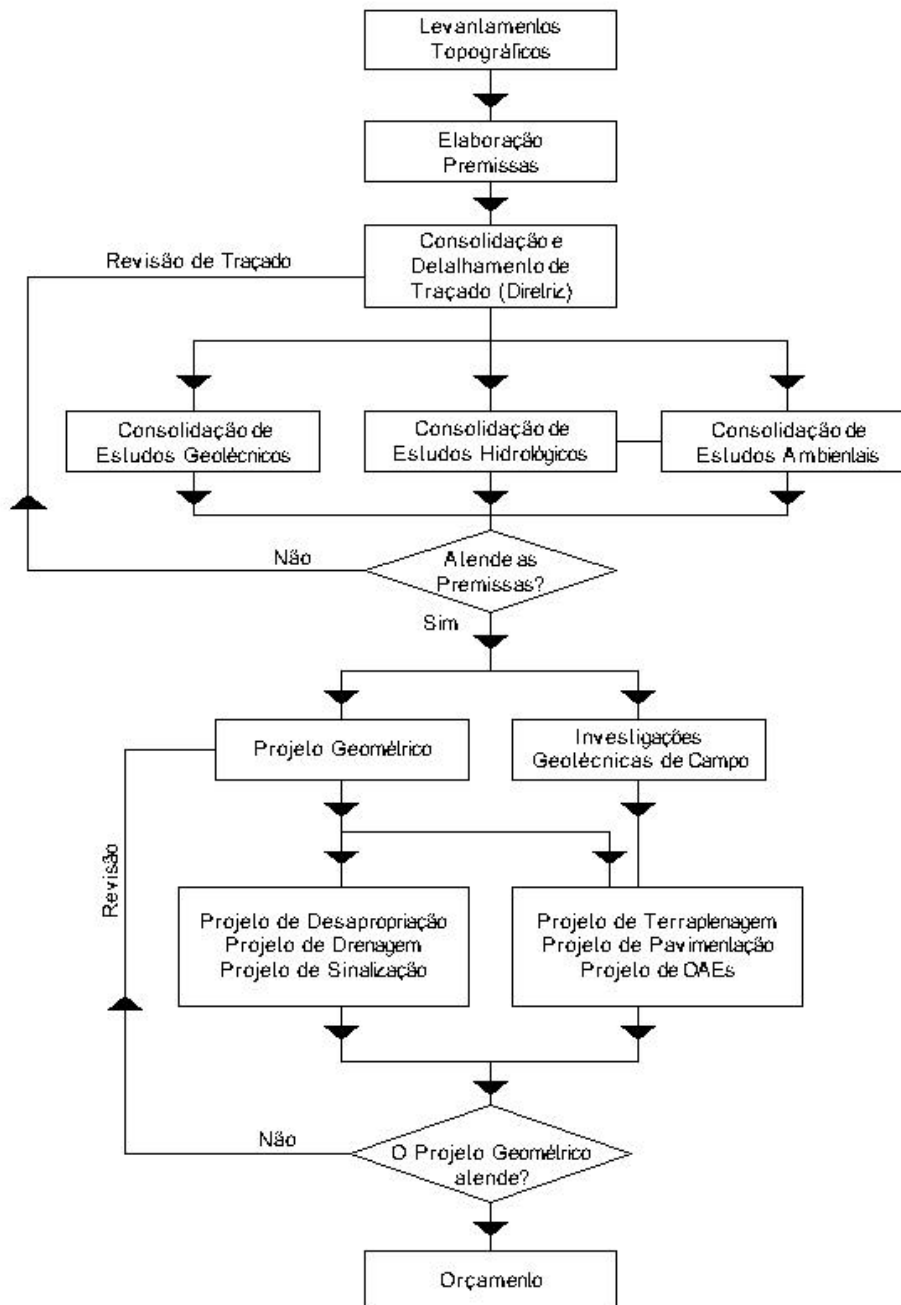 Levantamentos
Topográficos
Elaboração
Premissas
Consolidação e
Detalhamento de
Traçado (Diretriz)
Revisão de Traçado
Consolidação de
Estudos Geotécnicos
Consolidação de
Estudos Hidrológicos
Consolidação de
Estudos Ambientais
Não
Atende as
Premissas?
Sim
Projeto Geométrico
Investigações
Geotécnicas de Campo
Revisão
Projeto de Desapropriação
Projeto de Drenagem
Projeto de Sinalização
Projeto de Terraplenagem
Projeto de Pavimentação
Projeto de OAEs
Não
O Projeto Geométrico
atende?
Orçamento